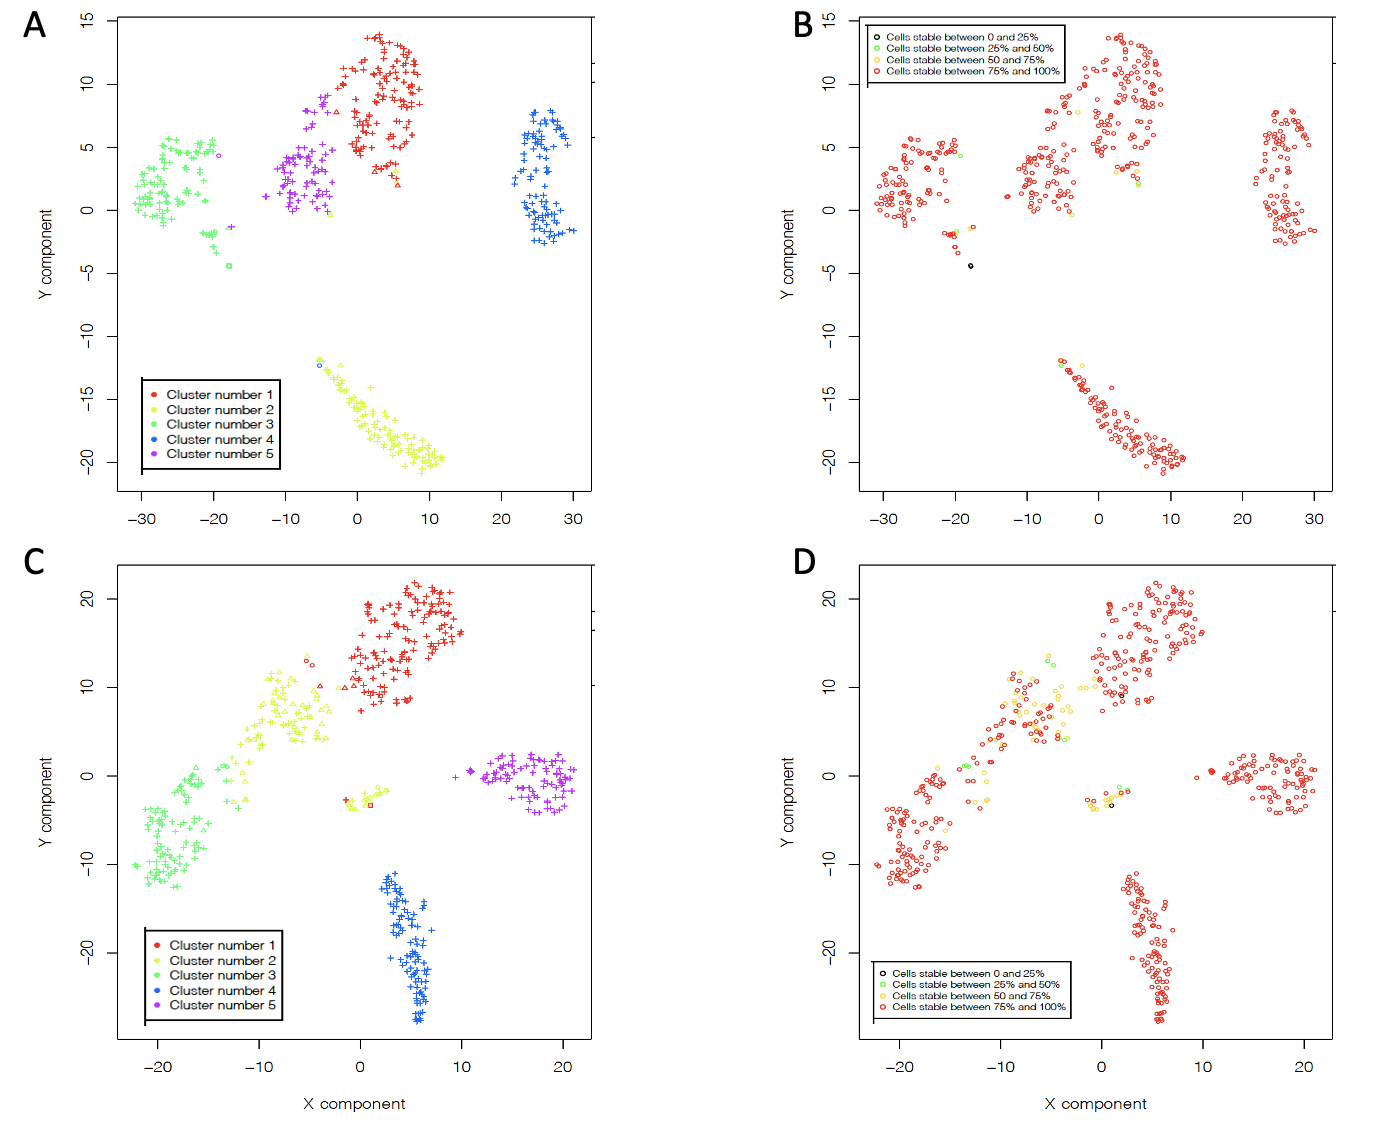 A
15
10
5
0
−5
−10
−15
−20
Y component
Cluster number 1
Cluster number 2
Cluster number 3
Cluster number 4
Cluster number 5
−30 −20 −10 0 10 20 30
B
15
10
5
0
−5
−10
−15
−20
Y component
Cells stable between 0 and 25%
Cells stable between 25% and 50%
Cells stable between 50 and 75%
Cells stable between 75% and 100%
−30 −20 −10 0 10 20 30
C
20
10
0
−10
−20
Y component
Cluster number 1
Cluster number 2
Cluster number 3
Cluster number 4
Cluster number 5
−20 −10 0 10 20
X component
D
20
10
0
−10
−20
Y component
Cells stable between 0 and 25%
Cells stable between 25% and 50%
Cells stable between 50 and 75%
Cells stable between 75% and 100%
−20 −10 0 10 20
X component